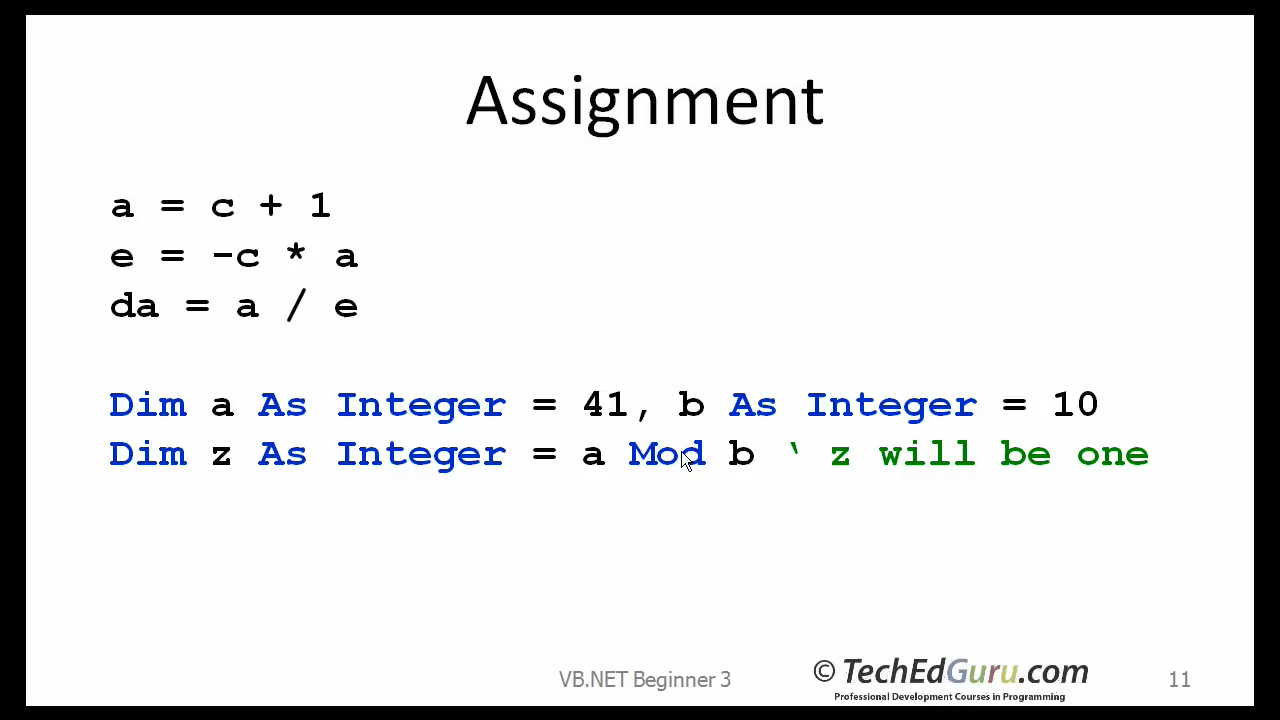 Assignment
a = c + 1
e = -c * a
da = a / e
Dim a As Integer = 41, b As Integer = 10
Dim z As Integer = a Mod b ‛ z will be one
VB.NET Beginner 3
© TechEdGuru.com
Professional Development Courses in Programming
11